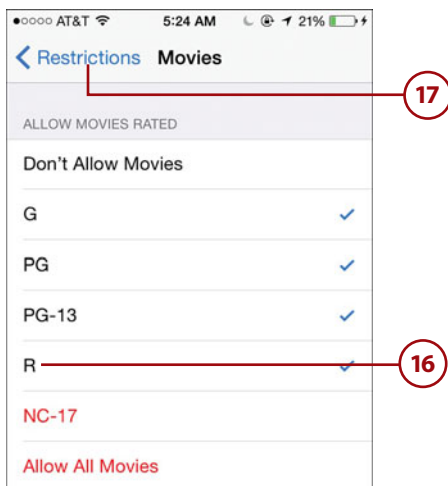 ●○○○○ AT&T 5:24 AM 21%
Restrictions Movies
17
ALLOW MOVIES RATED
Don't Allow Movies
G
PG
PG-13
R
16
NC-17
Allow All Movies